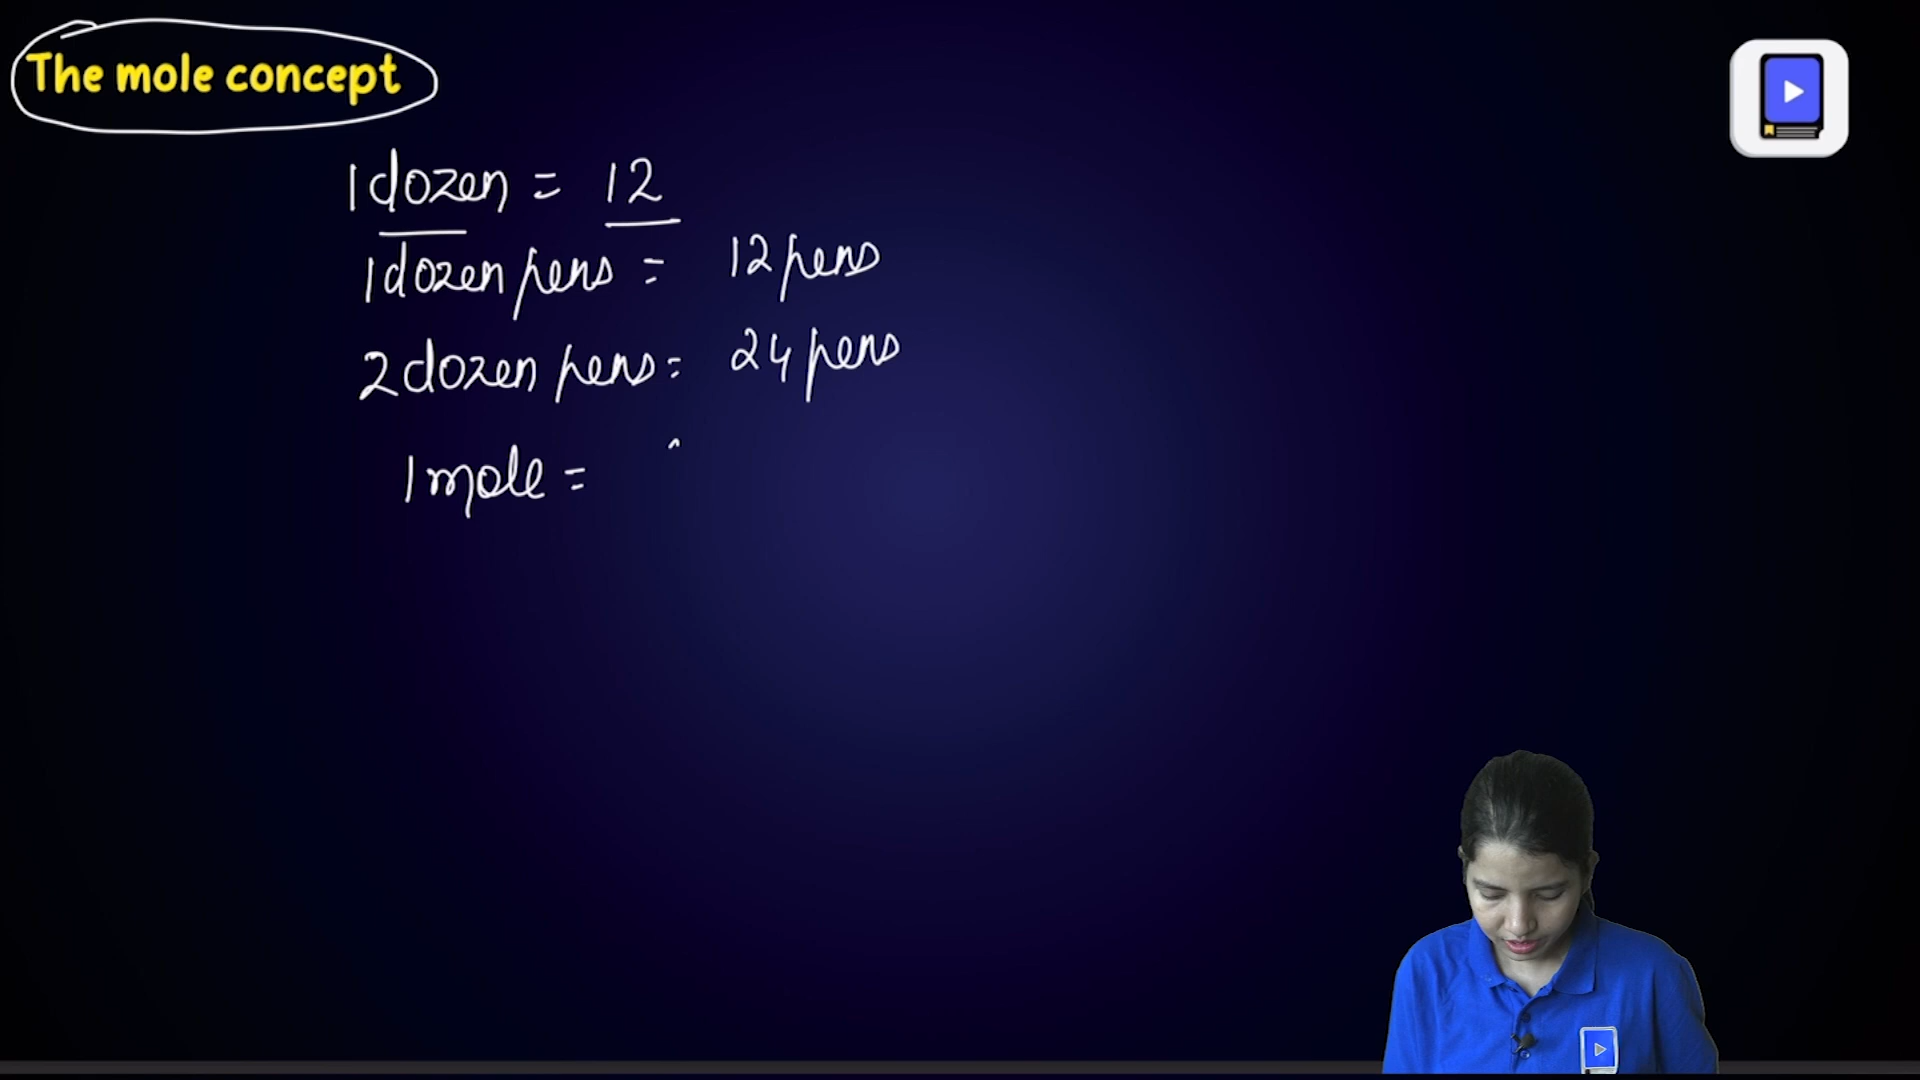 The mole concept
1 dozen = 12
1 dozen pens = 12 pens
2 dozen pens = 24 pens
1 mole =